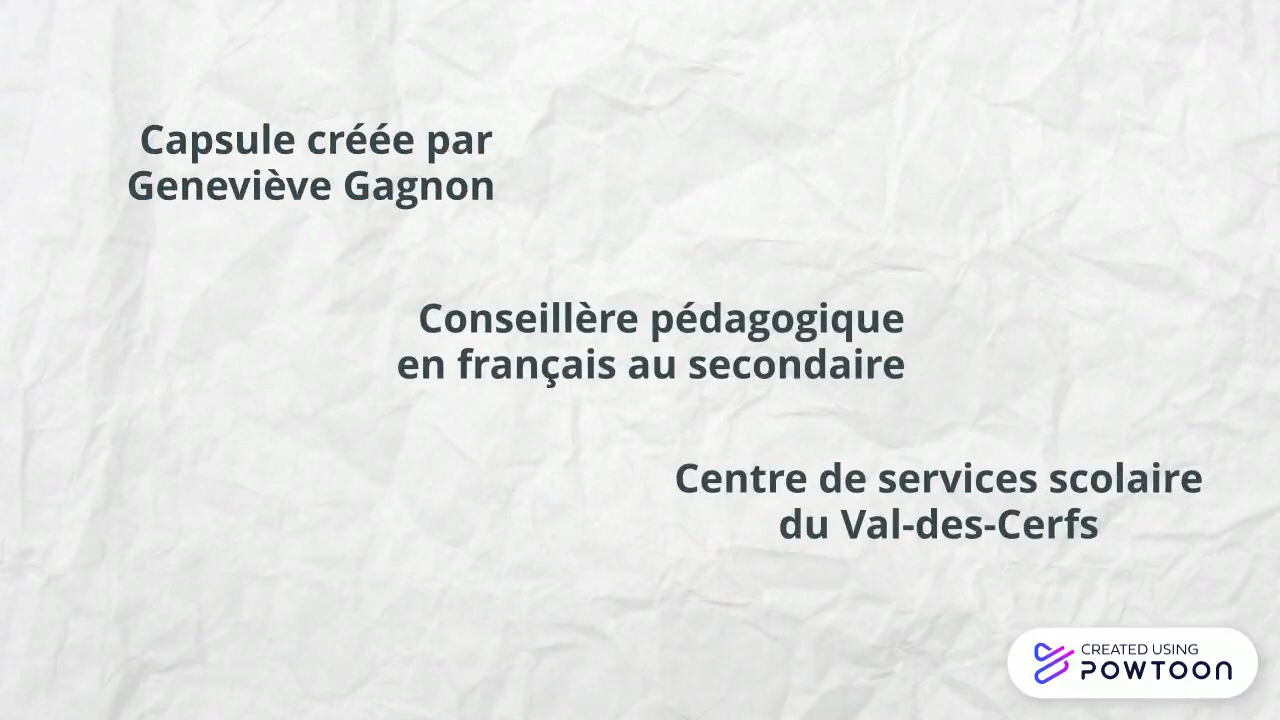 Capsule créée par
Geneviève Gagnon
Conseillère pédagogique
en français au secondaire
Centre de services scolaire
du Val-des-Cerfs
CREATED USING
POWTOON